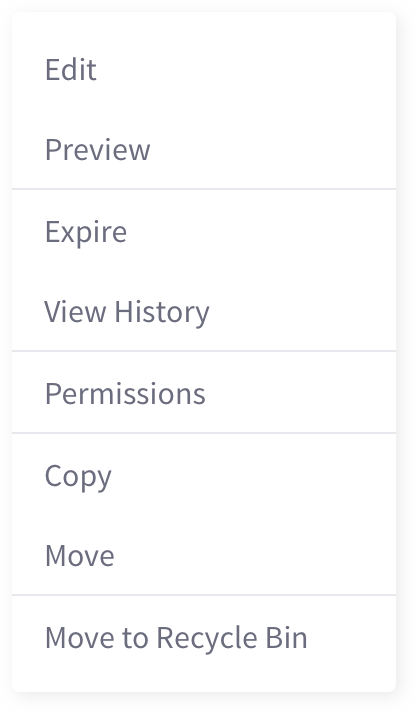 Edit
Preview
Expire
View History
Permissions
Copy
Move
Move to Recycle Bin